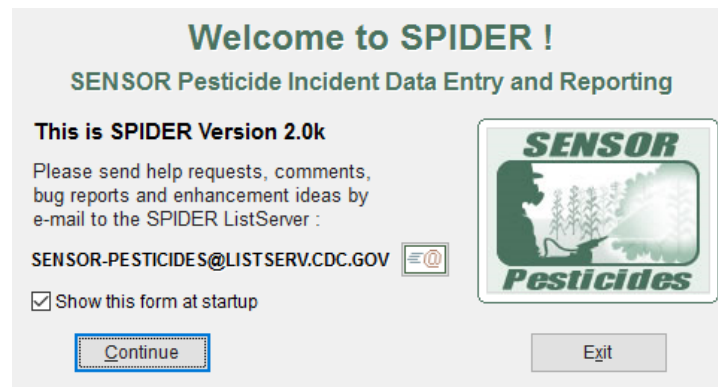 Welcome to SPIDER !
SENSOR Pesticide Incident Data Entry and Reporting
This is SPIDER Version 2.0k
Please send help requests, comments,
bug reports and enhancement ideas by
e-mail to the SPIDER ListServer :
SENSOR-PESTICIDES@LISTSERV.CDC.GOV
Show this form at startup
SENSOR
Pesticides
Continue
Exit